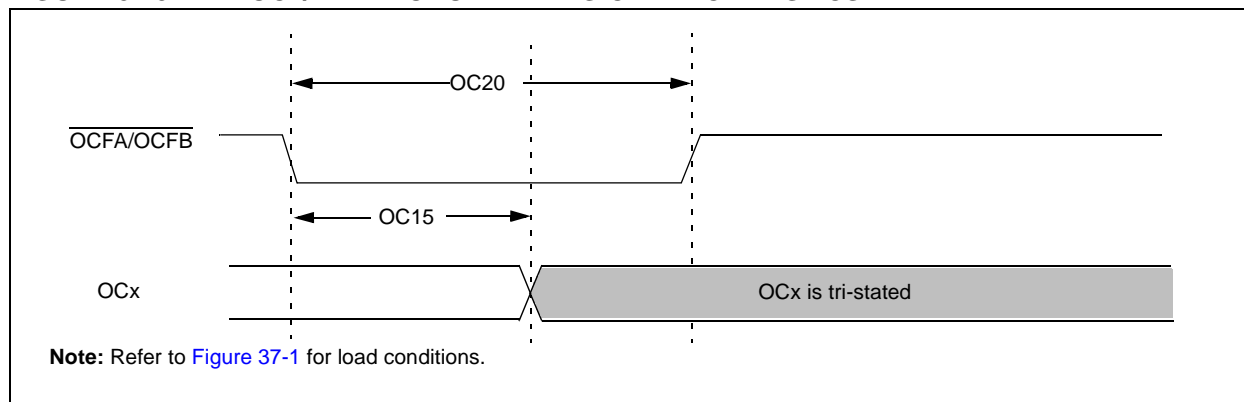 OC20
OCFA/OCFB
OC15
OCx
OCx is tri-stated
Note: Refer to Figure 37-1 for load conditions.